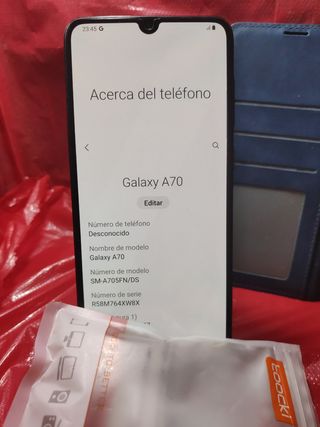 23:45 G
Acerca del teléfono
Galaxy A70
Editar
Número de teléfono
Desconocido
Nombre de modelo
Galaxy A70
Número de modelo
SM-A705FN/DS
Número de serie
R58M764XW8X
toocki